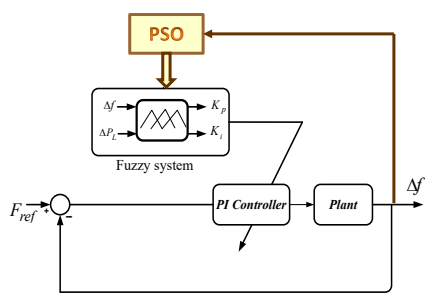 PSO
Δf
K_p
ΔP_L
K_i
Fuzzy system
F_ref
+
−
PI Controller
Plant
Δf